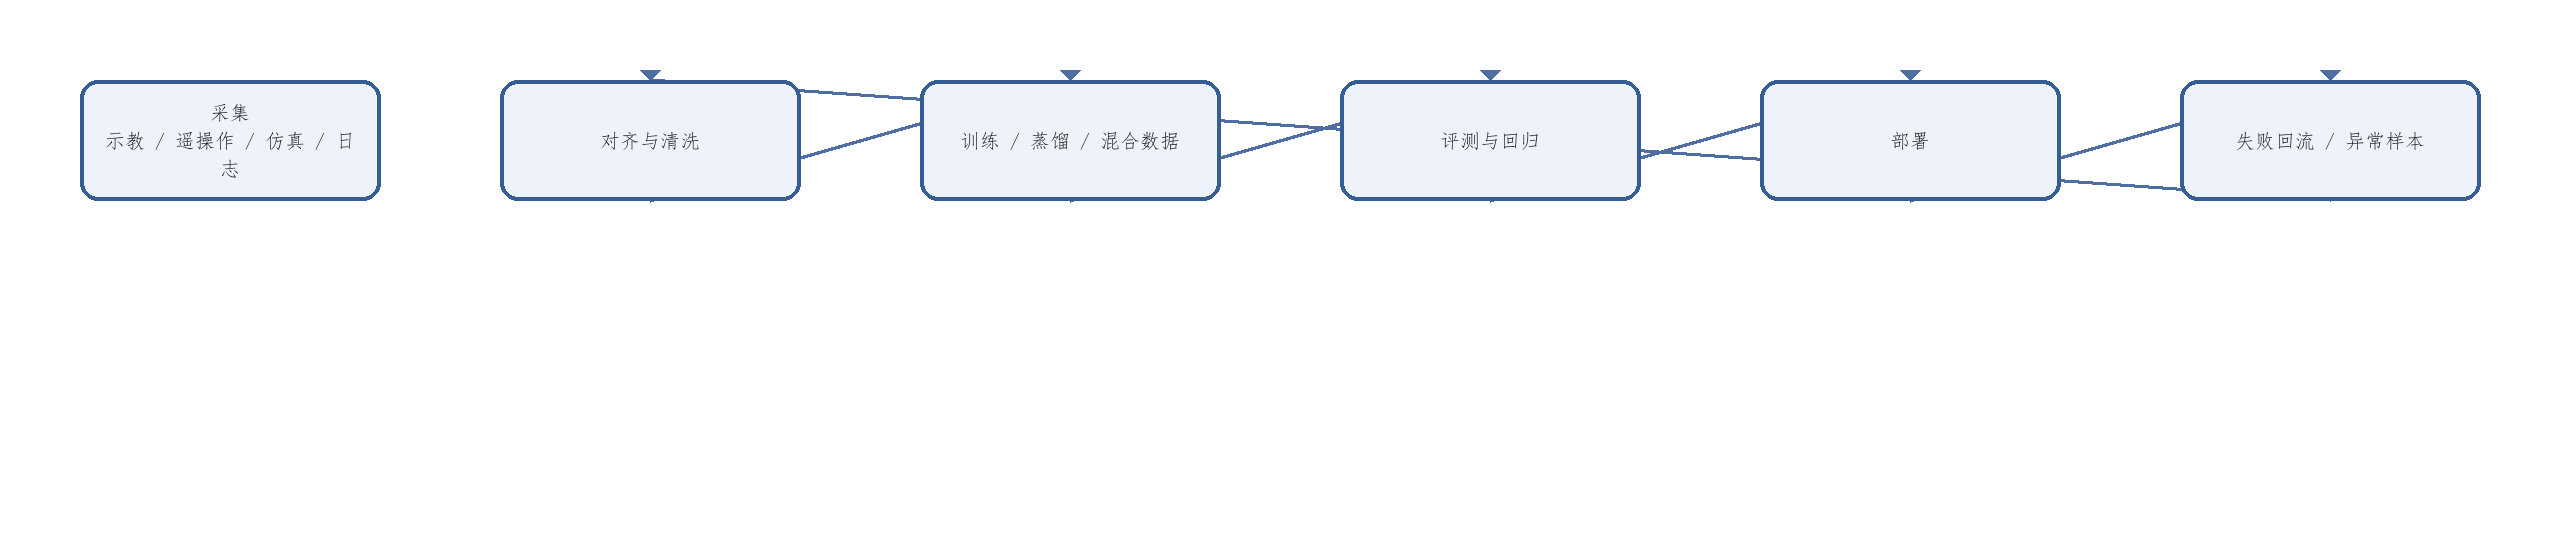 采集
示教 / 遥操作 / 仿真 / 日
志
对齐与清洗
训练 / 蒸馏 / 混合数据
评测与回归
部署
失败回流 / 异常样本